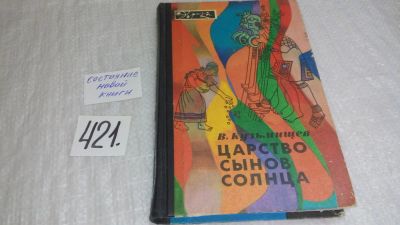 состояние
новой
книги
421.
В. Кузьмищев
ЦАРСТВО
СЫНОВ
СОЛНЦА